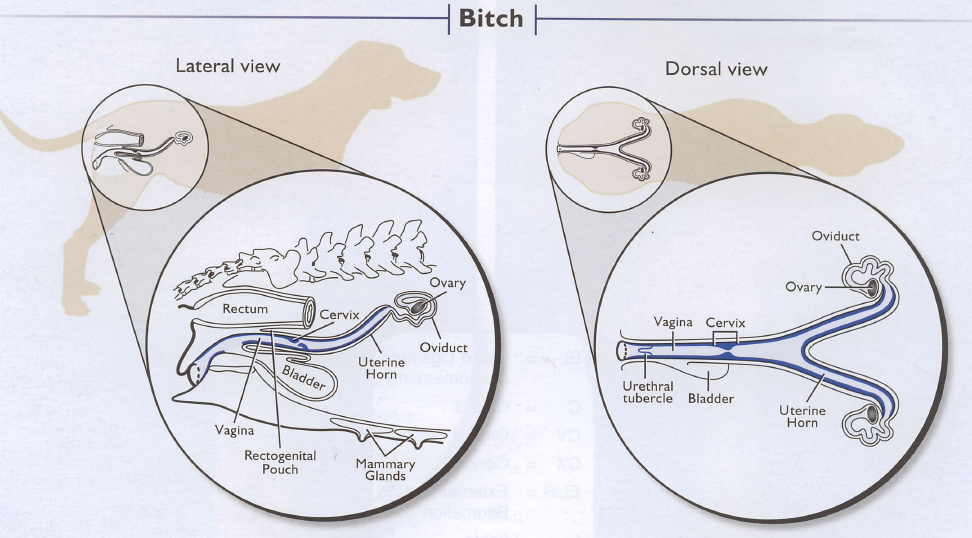 Bitch
Lateral view
Rectum
Cervix
Ovary
Oviduct
Uterine
Horn
Bladder
Vagina
Rectogenital
Pouch
Mammary
Glands
Dorsal view
Oviduct
Ovary
Vagina
Cervix
Urethral
tubercle
Bladder
Uterine
Horn